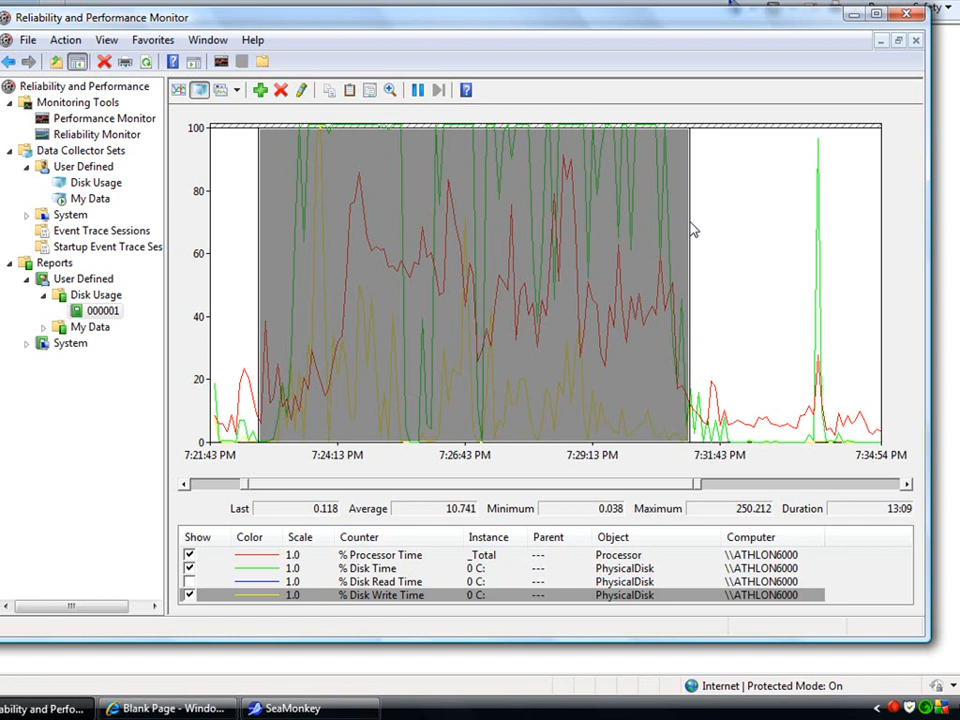 Safety
Reliability and Performance Monitor
File Action View Favorites Window Help
Reliability and Performance
Monitoring Tools
Performance Monitor
Reliability Monitor
Data Collector Sets
User Defined
Disk Usage
My Data
System
Event Trace Sessions
Startup Event Trace Ses
Reports
User Defined
Disk Usage
000001
My Data
System
100
80
60
40
20
0
7:21:43 PM 7:24:13 PM 7:26:43 PM 7:29:13 PM 7:31:43 PM 7:34:54 PM
Last 0.118 Average 10.741 Minimum 0.038 Maximum 250.212 Duration 13:09
Show Color Scale Counter Instance Parent Object Computer
1.0 % Processor Time _Total --- Processor \\ATHLON6000
1.0 % Disk Time 0 C: --- PhysicalDisk \\ATHLON6000
1.0 % Disk Read Time 0 C: --- PhysicalDisk \\ATHLON6000
1.0 % Disk Write Time 0 C: --- PhysicalDisk \\ATHLON6000
Internet | Protected Mode: On
ability and Perfo... Blank Page - Windo... SeaMonkey